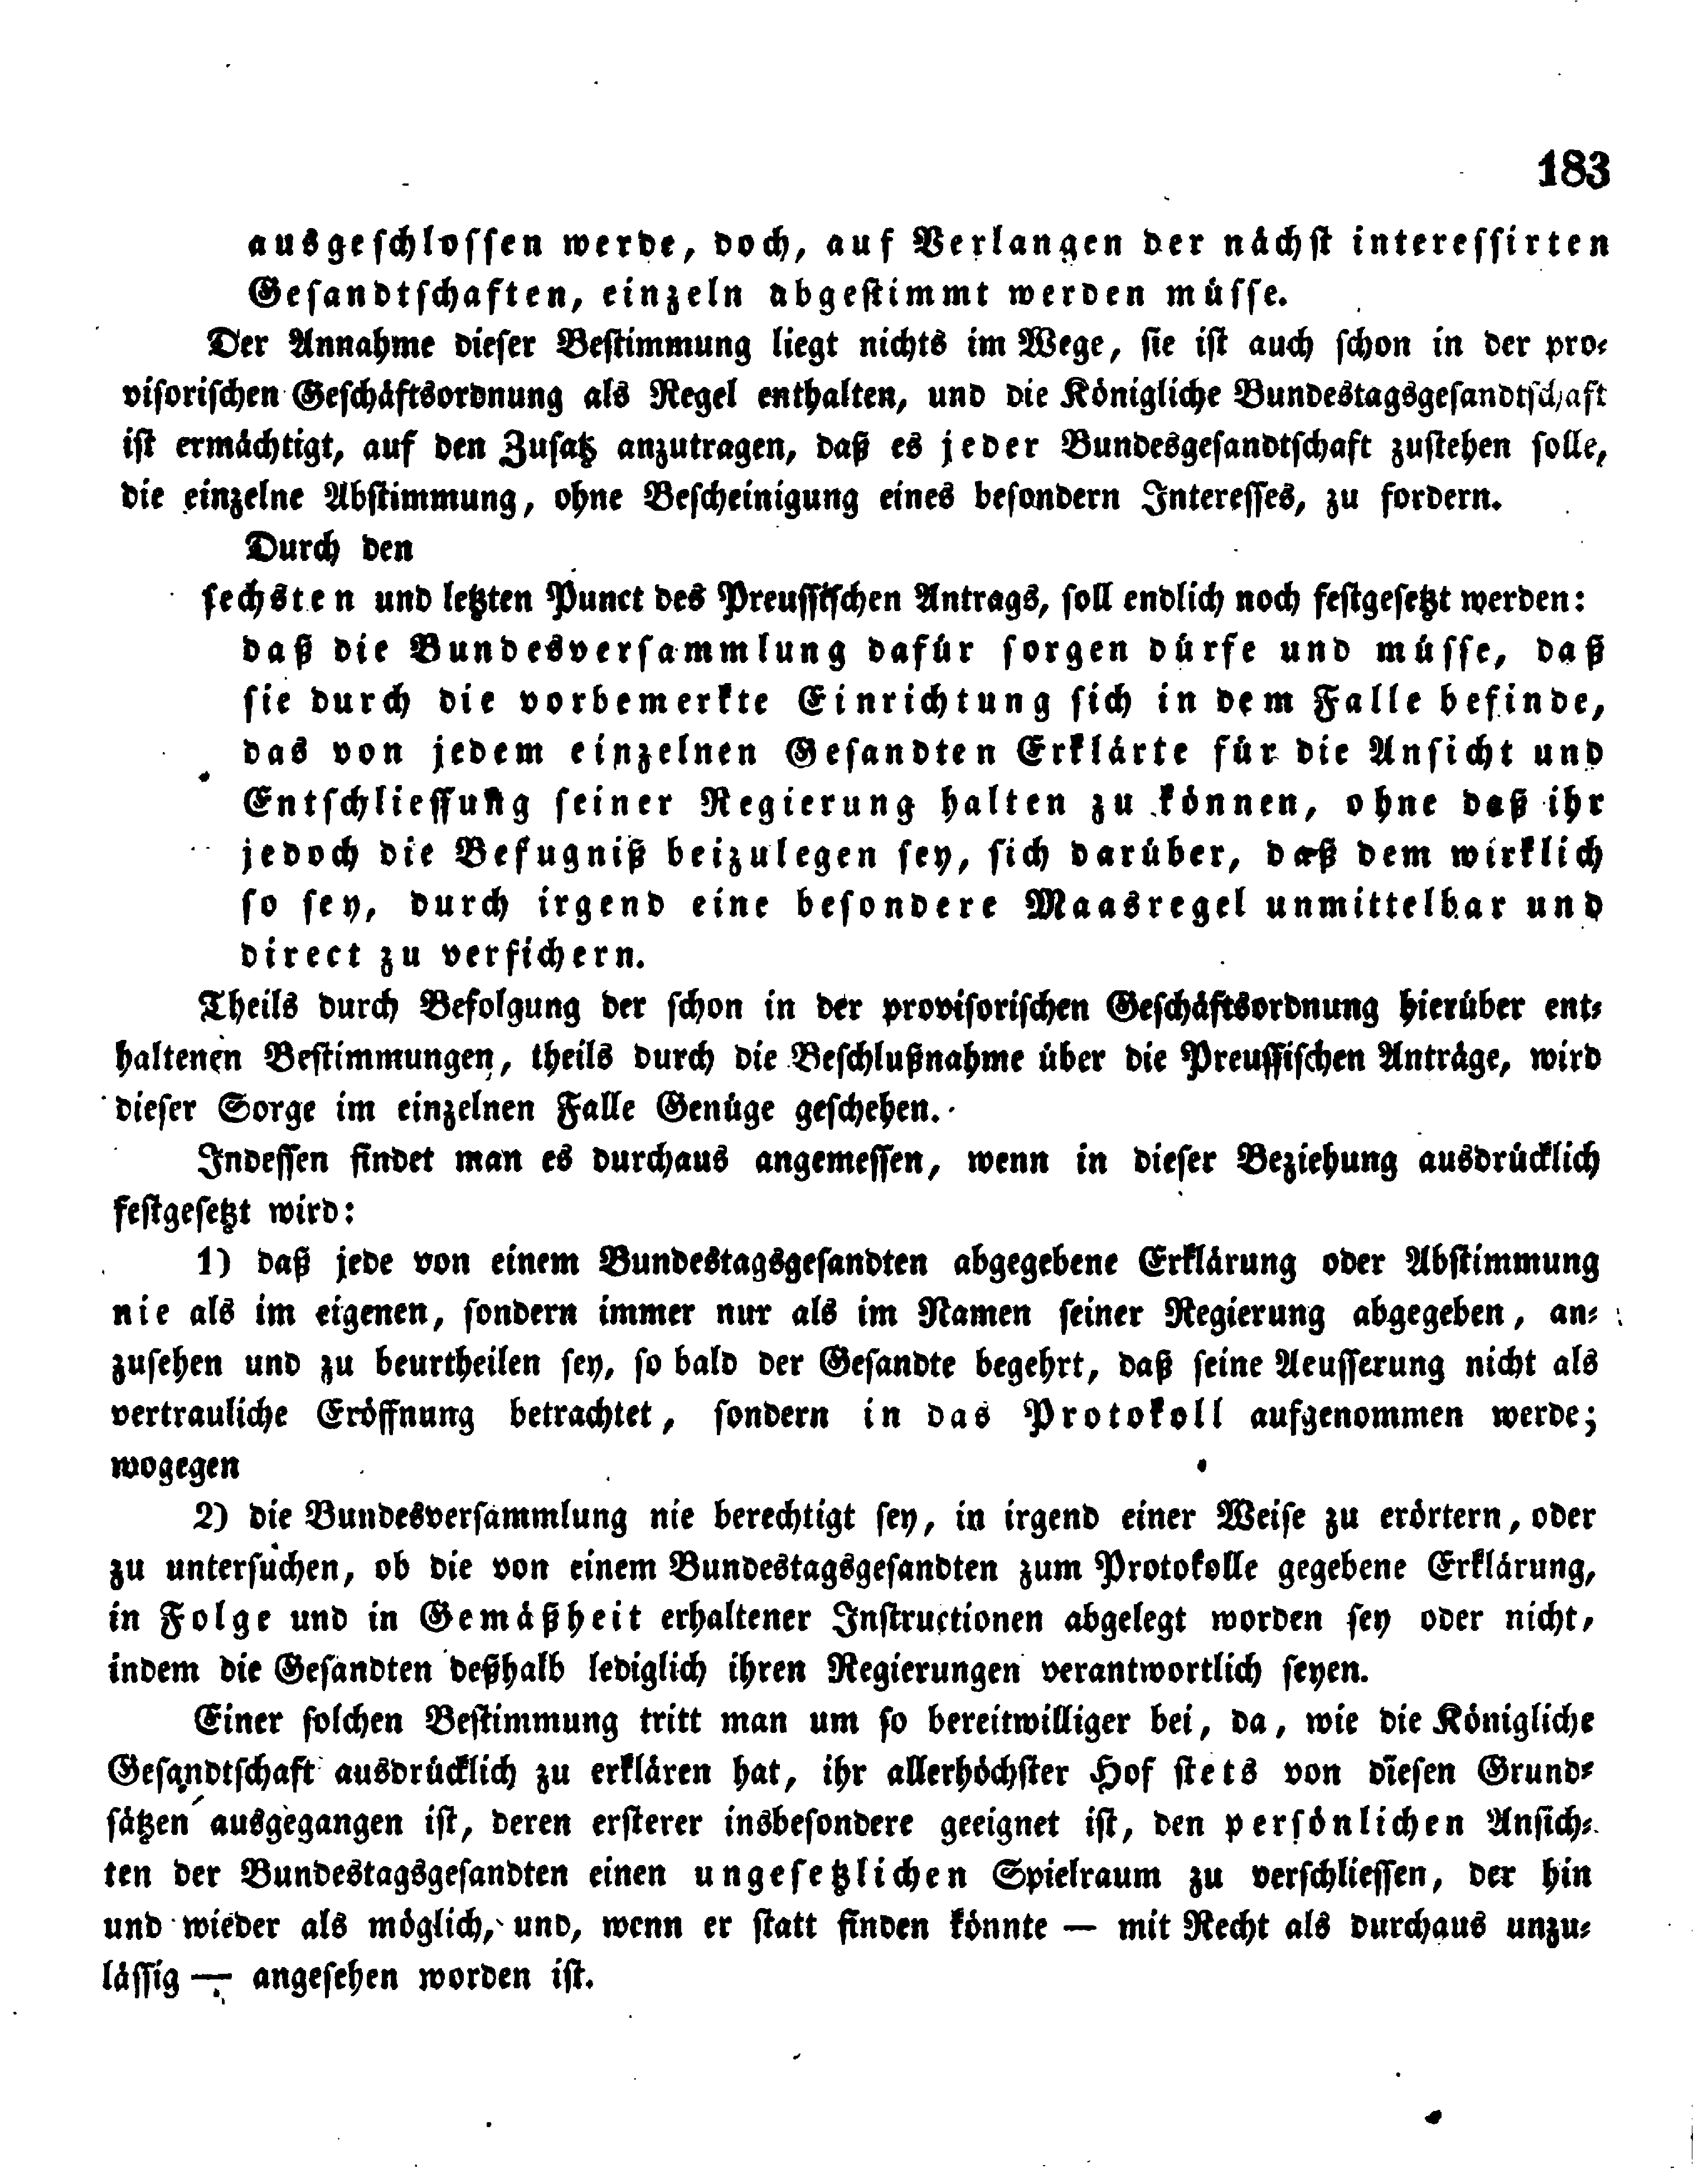 183
ausgeschlossen werde, doch, auf Verlangen der nächst interessirten
Gesandtschaften, einzeln abgestimmt werden müsse.
Der Annahme dieser Bestimmung liegt nichts im Wege, sie ist auch schon in der pro-
visorischen Geschäftsordnung als Regel enthalten, und die Königliche Bundestagsgesandtschaft
ist ermächtigt, auf den Zusatz anzutragen, daß es jeder Bundesgesandtschaft zustehen solle,
die einzelne Abstimmung, ohne Bescheinigung eines besondern Interesses, zu fordern.
Durch den
sechsten und letzten Punct des Preussischen Antrags, soll endlich noch festgesetzt werden:
daß die Bundesversammlung dafür sorgen dürfe und müsse, daß
sie durch die vorbemerkte Einrichtung sich in dem Falle befinde,
das von jedem einzelnen Gesandten Erklärte für die Ansicht und
Entschliessung seiner Regierung halten zu können, ohne daß ihr
jedoch die Befugniß beizulegen sey, sich darüber, daß dem wirklich
so sey, durch irgend eine besondere Maasregel unmittelbar und
direct zu versichern.
Theils durch Befolgung der schon in der provisorischen Geschäftsordnung hierüber ent-
haltenen Bestimmungen, theils durch die Beschlußnahme über die Preussischen Anträge, wird
dieser Sorge im einzelnen Falle Genüge geschehen.
Indessen findet man es durchaus angemessen, wenn in dieser Beziehung ausdrücklich
festgesetzt wird:
1) daß jede von einem Bundestagsgesandten abgegebene Erklärung oder Abstimmung
nie als im eigenen, sondern immer nur als im Namen seiner Regierung abgegeben, an-
zusehen und zu beurtheilen sey, so bald der Gesandte begehrt, daß seine Aeusserung nicht als
vertrauliche Eröffnung betrachtet, sondern in das Protokoll aufgenommen werde;
wogegen
2) die Bundesversammlung nie berechtigt sey, in irgend einer Weise zu erörtern, oder
zu untersuchen, ob die von einem Bundestagsgesandten zum Protokolle gegebene Erklärung,
in Folge und in Gemäßheit erhaltener Instructionen abgelegt worden sey oder nicht,
indem die Gesandten deßhalb lediglich ihren Regierungen verantwortlich seyen.
Einer solchen Bestimmung tritt man um so bereitwilliger bei, da, wie die Königliche
Gesandtschaft ausdrücklich zu erklären hat, ihr allerhöchster Hof stets von diesen Grund-
sätzen ausgegangen ist, deren ersterer insbesondere geeignet ist, den persönlichen Ansich-
ten der Bundestagsgesandten einen ungesetzlichen Spielraum zu verschliessen, der hin
und wieder als möglich, und, wenn er statt finden könnte — mit Recht als durchaus unzu-
lässig — angesehen worden ist.